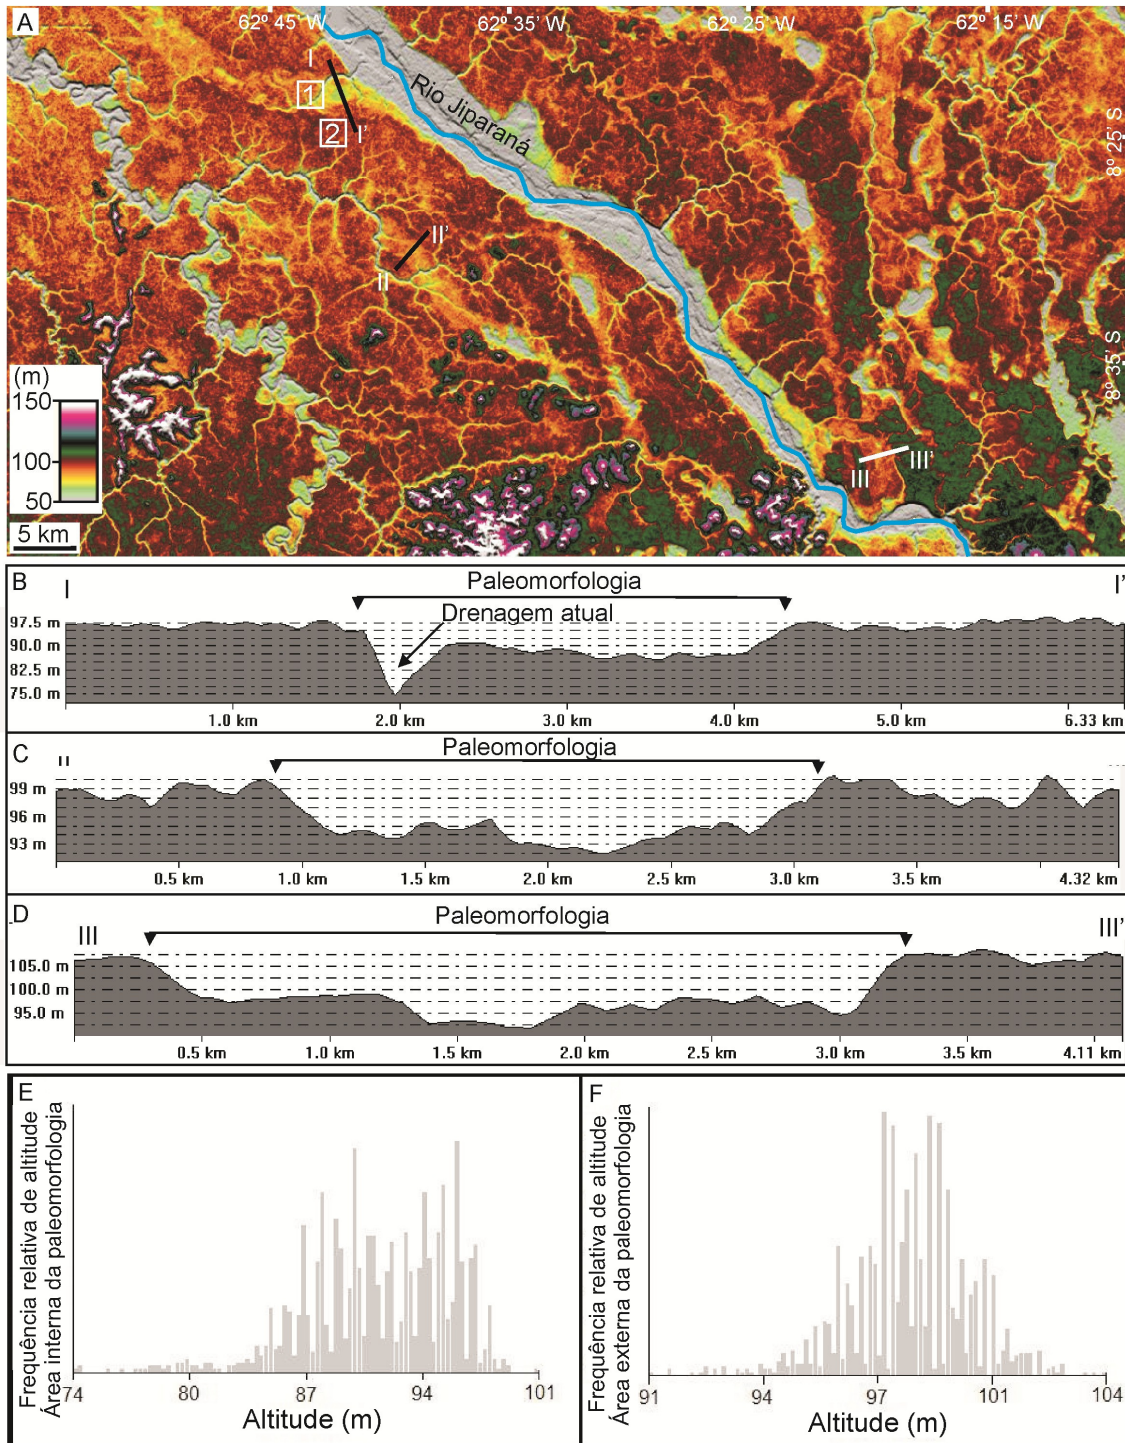 A
62º 45' W
62º 35' W
62º 25' W
62º 15' W
I
1
2
I'
Rio Jiparaná
8º 25' S
II'
II
8º 35' S
(m)
150
100
50
III
III'
5 km
B
I
Paleomorfologia
I'
Drenagem atual
97.5 m
90.0 m
82.5 m
75.0 m
1.0 km
2.0 km
3.0 km
4.0 km
5.0 km
6.33 km
C
II
Paleomorfologia
99 m
96 m
93 m
0.5 km
1.0 km
1.5 km
2.0 km
2.5 km
3.0 km
3.5 km
4.32 km
D
III
Paleomorfologia
III'
105.0 m
100.0 m
95.0 m
0.5 km
1.0 km
1.5 km
2.0 km
2.5 km
3.0 km
3.5 km
4.11 km
E
Frequência relativa de altitude
Área interna da paleomorfologia
74
80
87
94
101
Altitude (m)
F
Frequência relativa de altitude
Área externa da paleomorfologia
91
94
97
101
104
Altitude (m)